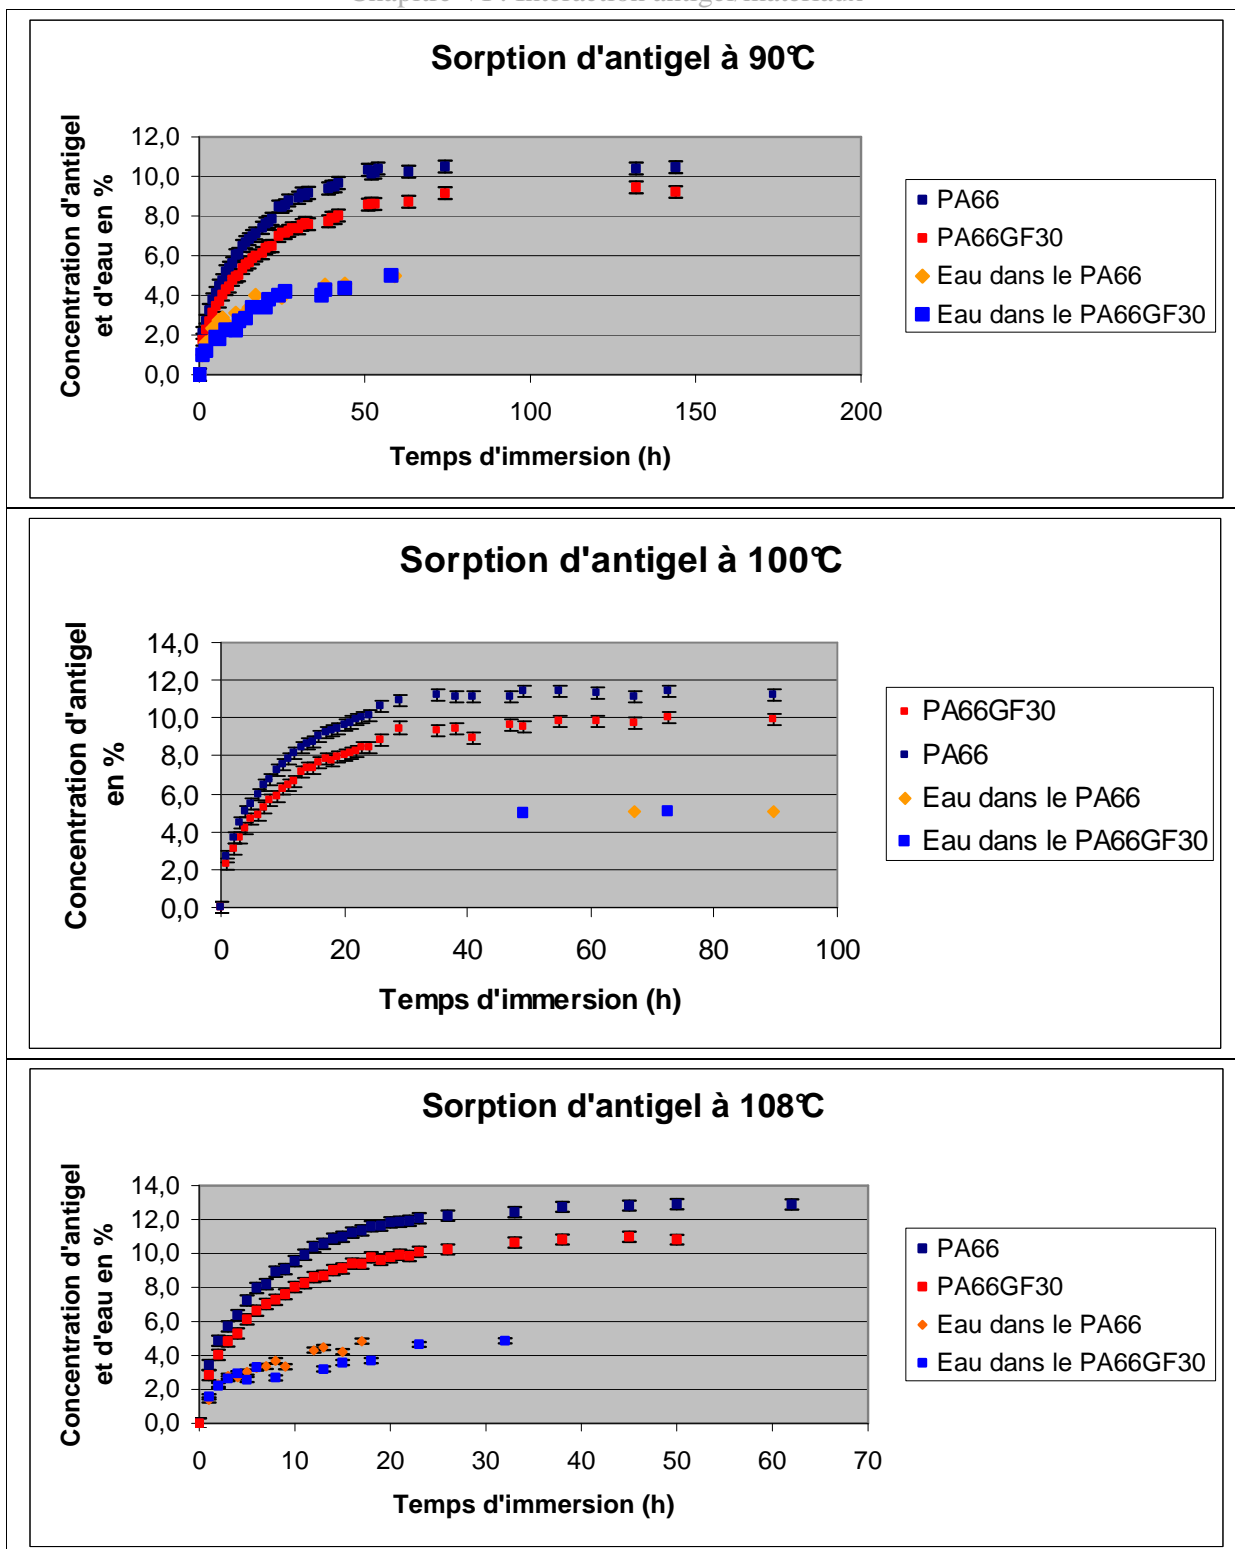 Sorption d'antigel à 90°C
Concentration d'antigel
et d'eau en %
12,0
10,0
8,0
6,0
4,0
2,0
0,0
0 50 100 150 200
Temps d'immersion (h)
PA66
PA66GF30
Eau dans le PA66
Eau dans le PA66GF30
Sorption d'antigel à 100°C
Concentration d'antigel
en %
14,0
12,0
10,0
8,0
6,0
4,0
2,0
0,0
0 20 40 60 80 100
Temps d'immersion (h)
PA66GF30
PA66
Eau dans le PA66
Eau dans le PA66GF30
Sorption d'antigel à 108°C
Concentration d'antigel
et d'eau en %
14,0
12,0
10,0
8,0
6,0
4,0
2,0
0,0
0 10 20 30 40 50 60 70
Temps d'immersion (h)
PA66
PA66GF30
Eau dans le PA66
Eau dans le PA66GF30